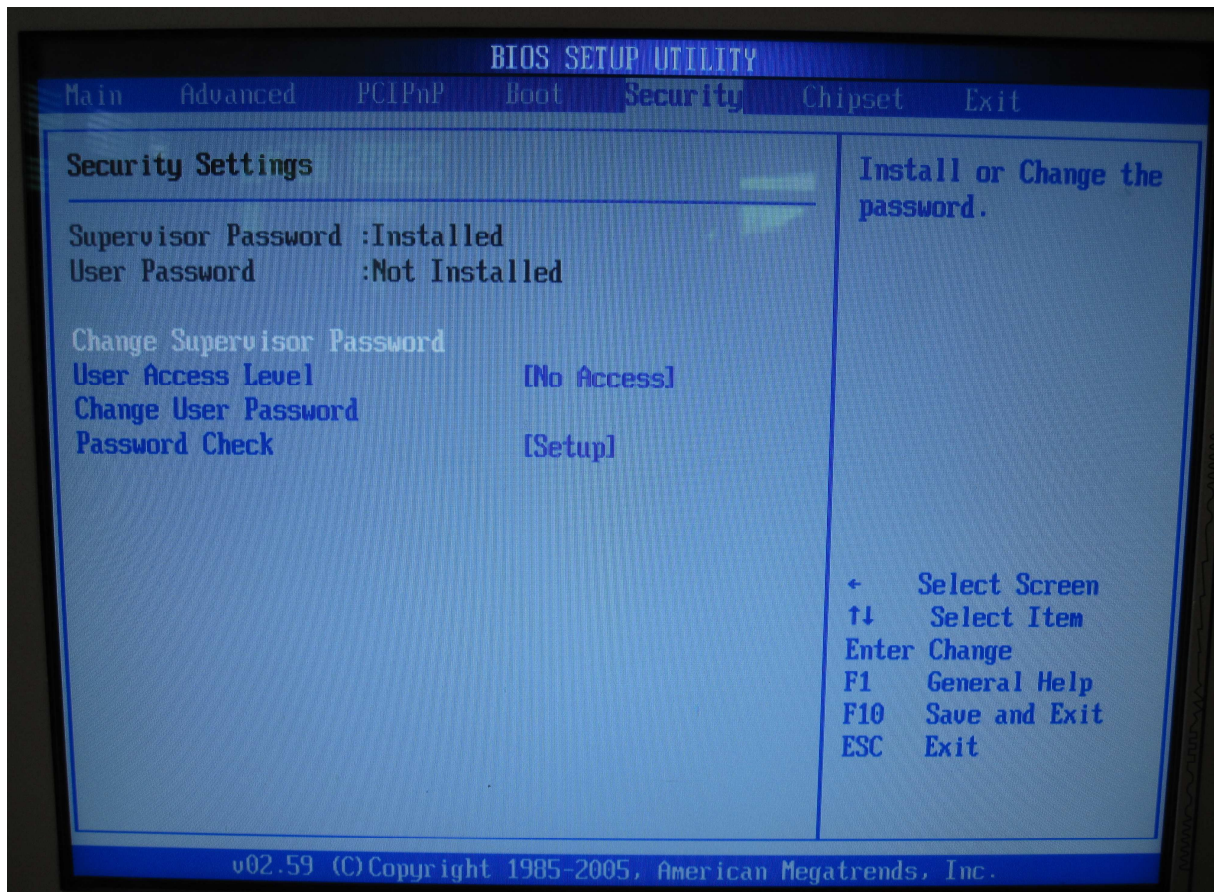 BIOS SETUP UTILITY
Main Advanced PCIPnP Boot Security Chipset Exit
Security Settings
Supervisor Password :Installed
User Password :Not Installed
Change Supervisor Password
User Access Level [No Access]
Change User Password
Password Check [Setup]
Install or Change the
password.
← Select Screen
↑↓ Select Item
Enter Change
F1 General Help
F10 Save and Exit
ESC Exit
v02.59 (C)Copyright 1985-2005, American Megatrends, Inc.